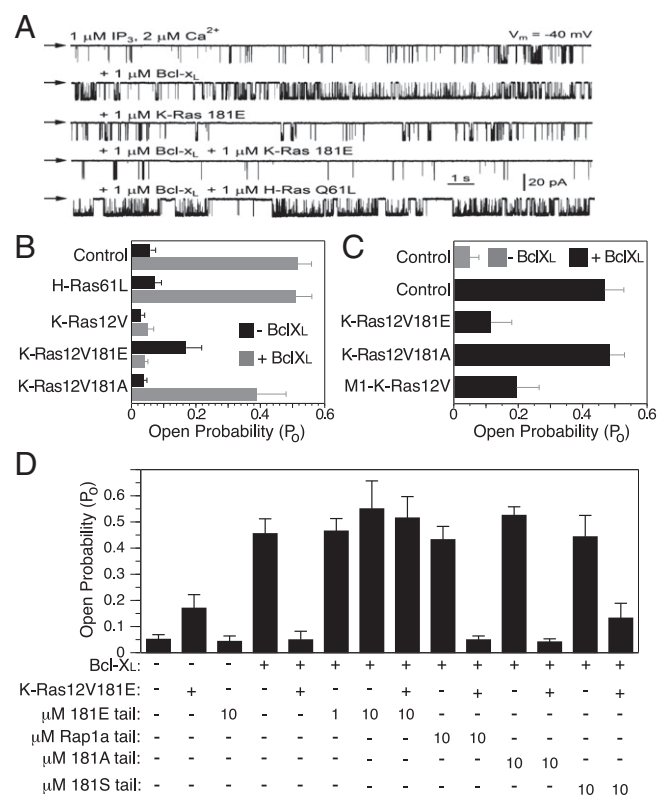 A
1 μM IP3, 2 μM Ca2+ Vm = -40 mV
+ 1 μM Bcl-xL
+ 1 μM K-Ras 181E
+ 1 μM Bcl-xL + 1 μM K-Ras 181E
+ 1 μM Bcl-xL + 1 μM H-Ras Q61L
1 s
20 pA
B
Control
H-Ras61L
K-Ras12V
K-Ras12V181E
K-Ras12V181A
- BclXL
+ BclXL
0 0.2 0.4 0.6
Open Probability (Po)
C
Control
Control
K-Ras12V181E
K-Ras12V181A
M1-K-Ras12V
- BclXL + BclXL
0 0.2 0.4 0.6
Open Probability (Po)
D
Open Probability (Po)
0.6
0.5
0.4
0.3
0.2
0.1
0
Bcl-XL: - - - + + + + + + + + + + +
K-Ras12V181E: - + - - + - - + - + - + - +
μM 181E tail: - - 10 - - 1 10 10 - - - - - -
μM Rap1a tail: - - - - - - - - 10 10 - - - -
μM 181A tail: - - - - - - - - - - 10 10 - -
μM 181S tail: - - - - - - - - - - - - 10 10